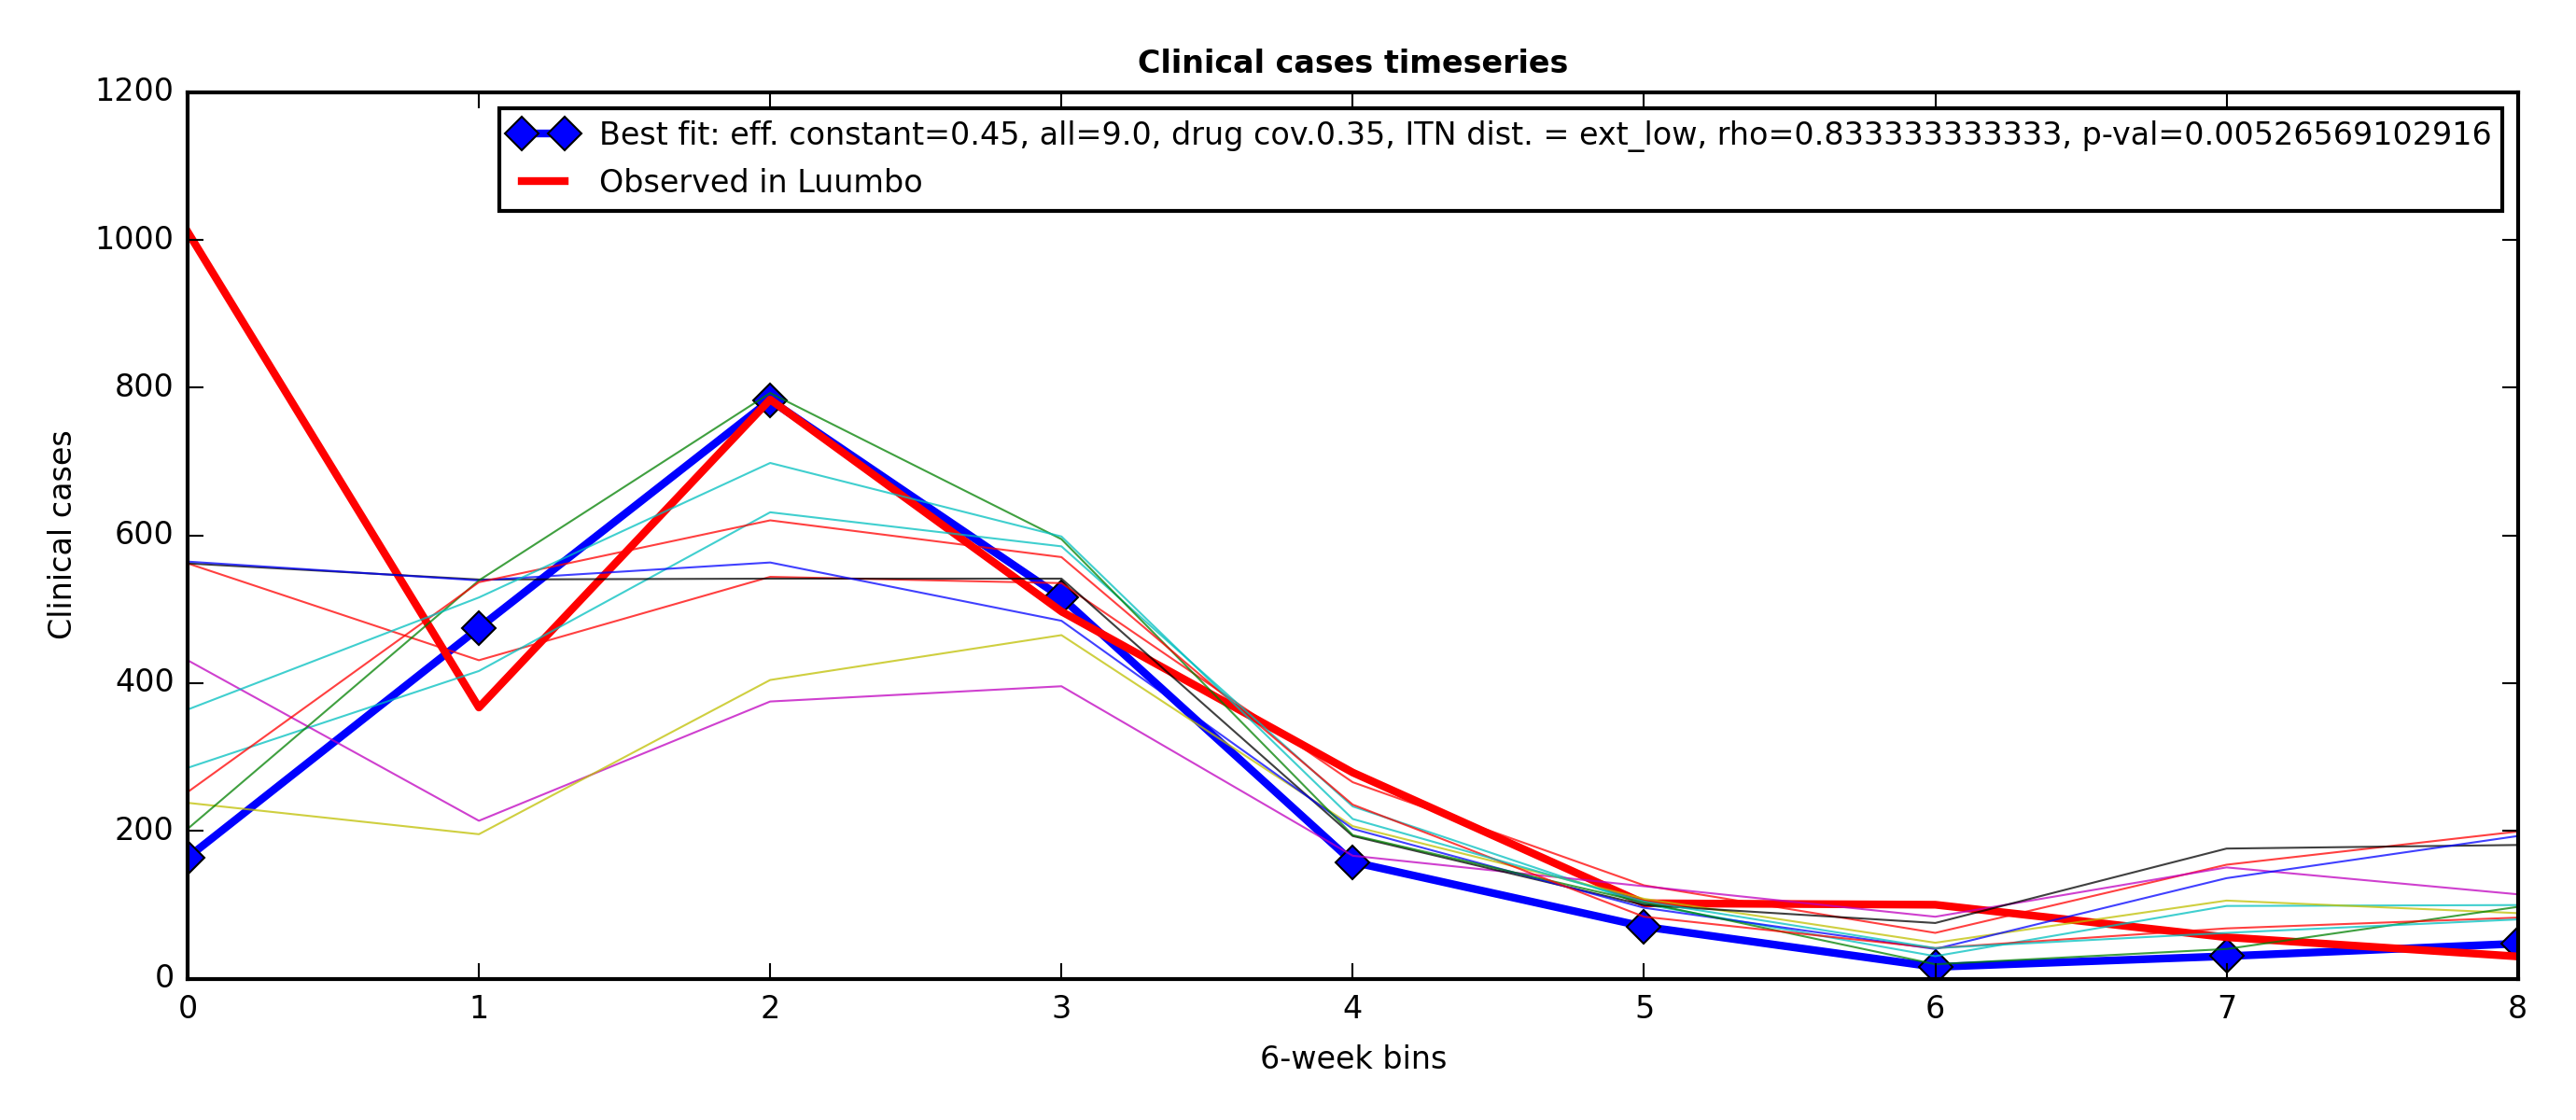 Clinical cases timeseries
1200
1000
800
600
400
200
0
Clinical cases
Best fit: eff. constant=0.45, all=9.0, drug cov.0.35, ITN dist. = ext_low, rho=0.833333333333, p-val=0.00526569102916
Observed in Luumbo
0 1 2 3 4 5 6 7 8
6-week bins